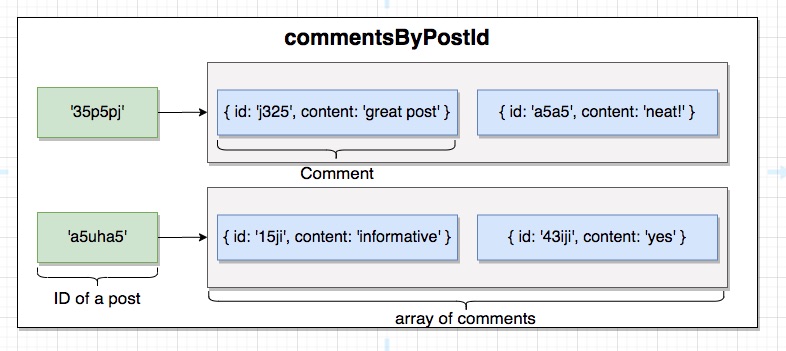 commentsByPostId
'35p5pj'
{ id: 'j325', content: 'great post' }
{ id: 'a5a5', content: 'neat!' }
Comment
'a5uha5'
{ id: '15ji', content: 'informative' }
{ id: '43iji', content: 'yes' }
ID of a post
array of comments